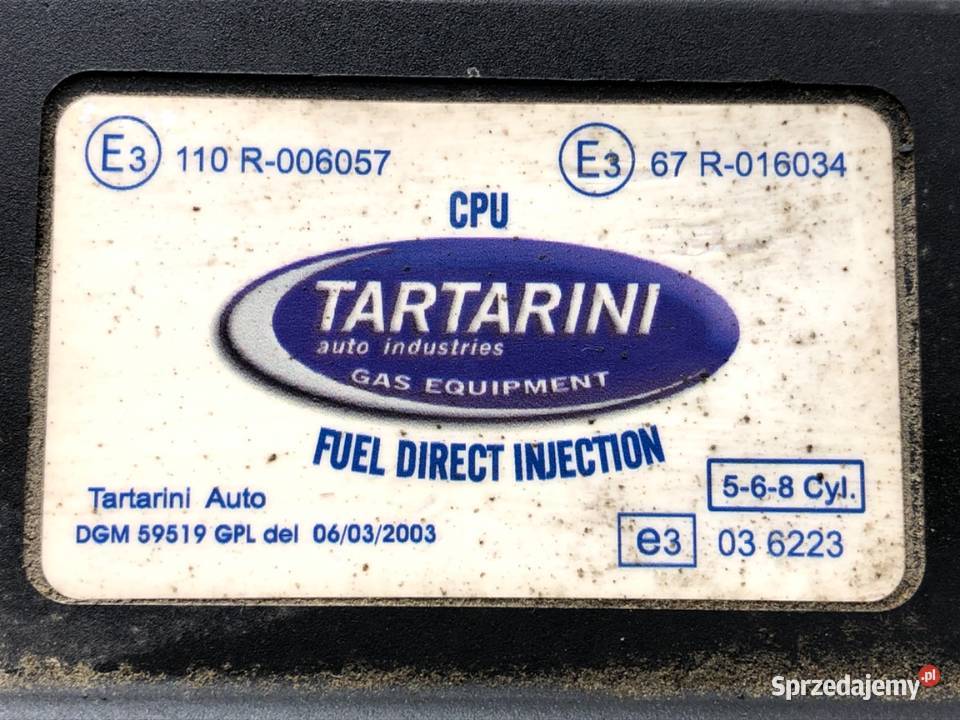 E3 110 R-006057 E3 67 R-016034
CPU
TARTARINI
auto industries
GAS EQUIPMENT
FUEL DIRECT INJECTION
5-6-8 Cyl.
Tartarini Auto
DGM 59519 GPL del 06/03/2003
e3 03 6223
Sprzedajemy.pl